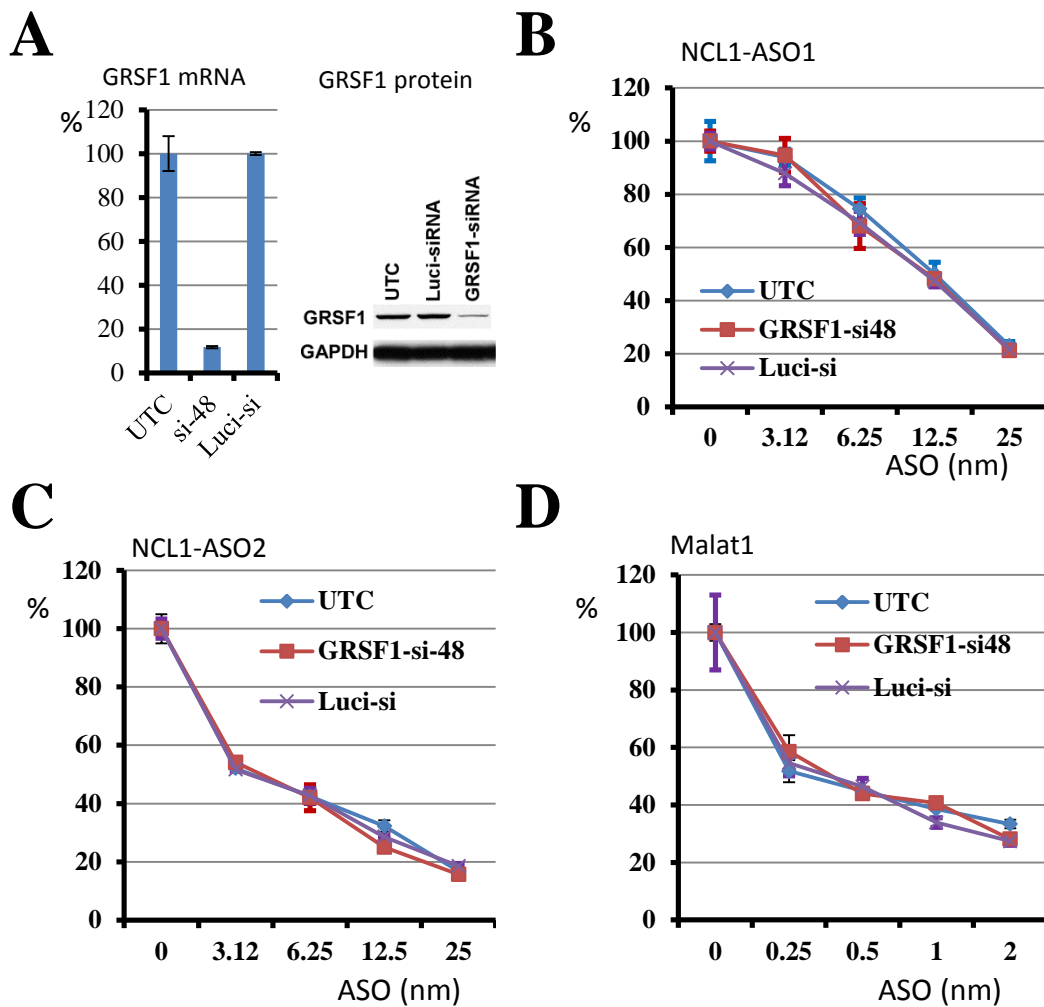 A
GRSF1 mRNA
%
120
100
80
60
40
20
0
UTC
si-48
Luci-si
GRSF1 protein
UTC
Luci-siRNA
GRSF1-siRNA
GRSF1
GAPDH
B
NCL1-ASO1
%
120
100
80
60
40
20
0
UTC
GRSF1-si48
Luci-si
0 3.12 6.25 12.5 25
ASO (nm)
C
NCL1-ASO2
%
120
100
80
60
40
20
0
UTC
GRSF1-si-48
Luci-si
0 3.12 6.25 12.5 25
ASO (nm)
D
Malat1
%
120
100
80
60
40
20
0
UTC
GRSF1-si48
Luci-si
0 0.25 0.5 1 2
ASO (nm)